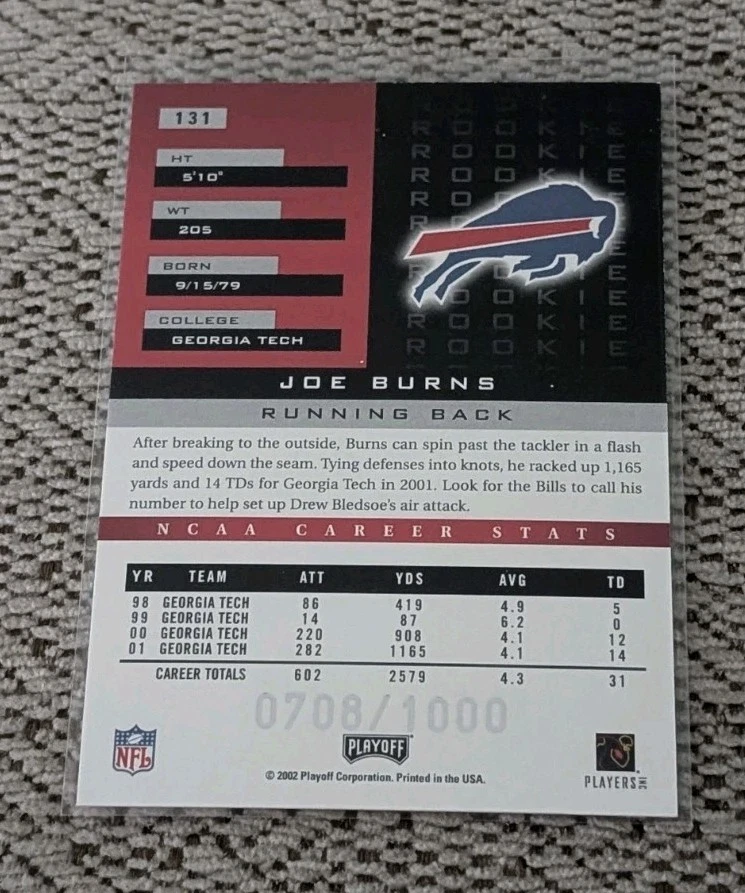 131
HT
5'10"
WT
205
BORN
9/15/79
COLLEGE
GEORGIA TECH
ROOKIE
ROOKIE
ROOKIE
RO
R
E
ROOKIE
ROOKIE
ROOKIE
JOE BURNS
RUNNING BACK
After breaking to the outside, Burns can spin past the tackler in a flash
and speed down the seam. Tying defenses into knots, he racked up 1,165
yards and 14 TDs for Georgia Tech in 2001. Look for the Bills to call his
number to help set up Drew Bledsoe's air attack.
NCAA CAREER STATS
YR TEAM ATT YDS AVG TD
98 GEORGIA TECH 86 419 4.9 5
99 GEORGIA TECH 14 87 6.2 0
00 GEORGIA TECH 220 908 4.1 12
01 GEORGIA TECH 282 1165 4.1 14
CAREER TOTALS 602 2579 4.3 31
0708/1000
NFL
PLAYOFF
© 2002 Playoff Corporation. Printed in the USA.
PLAYERS INC